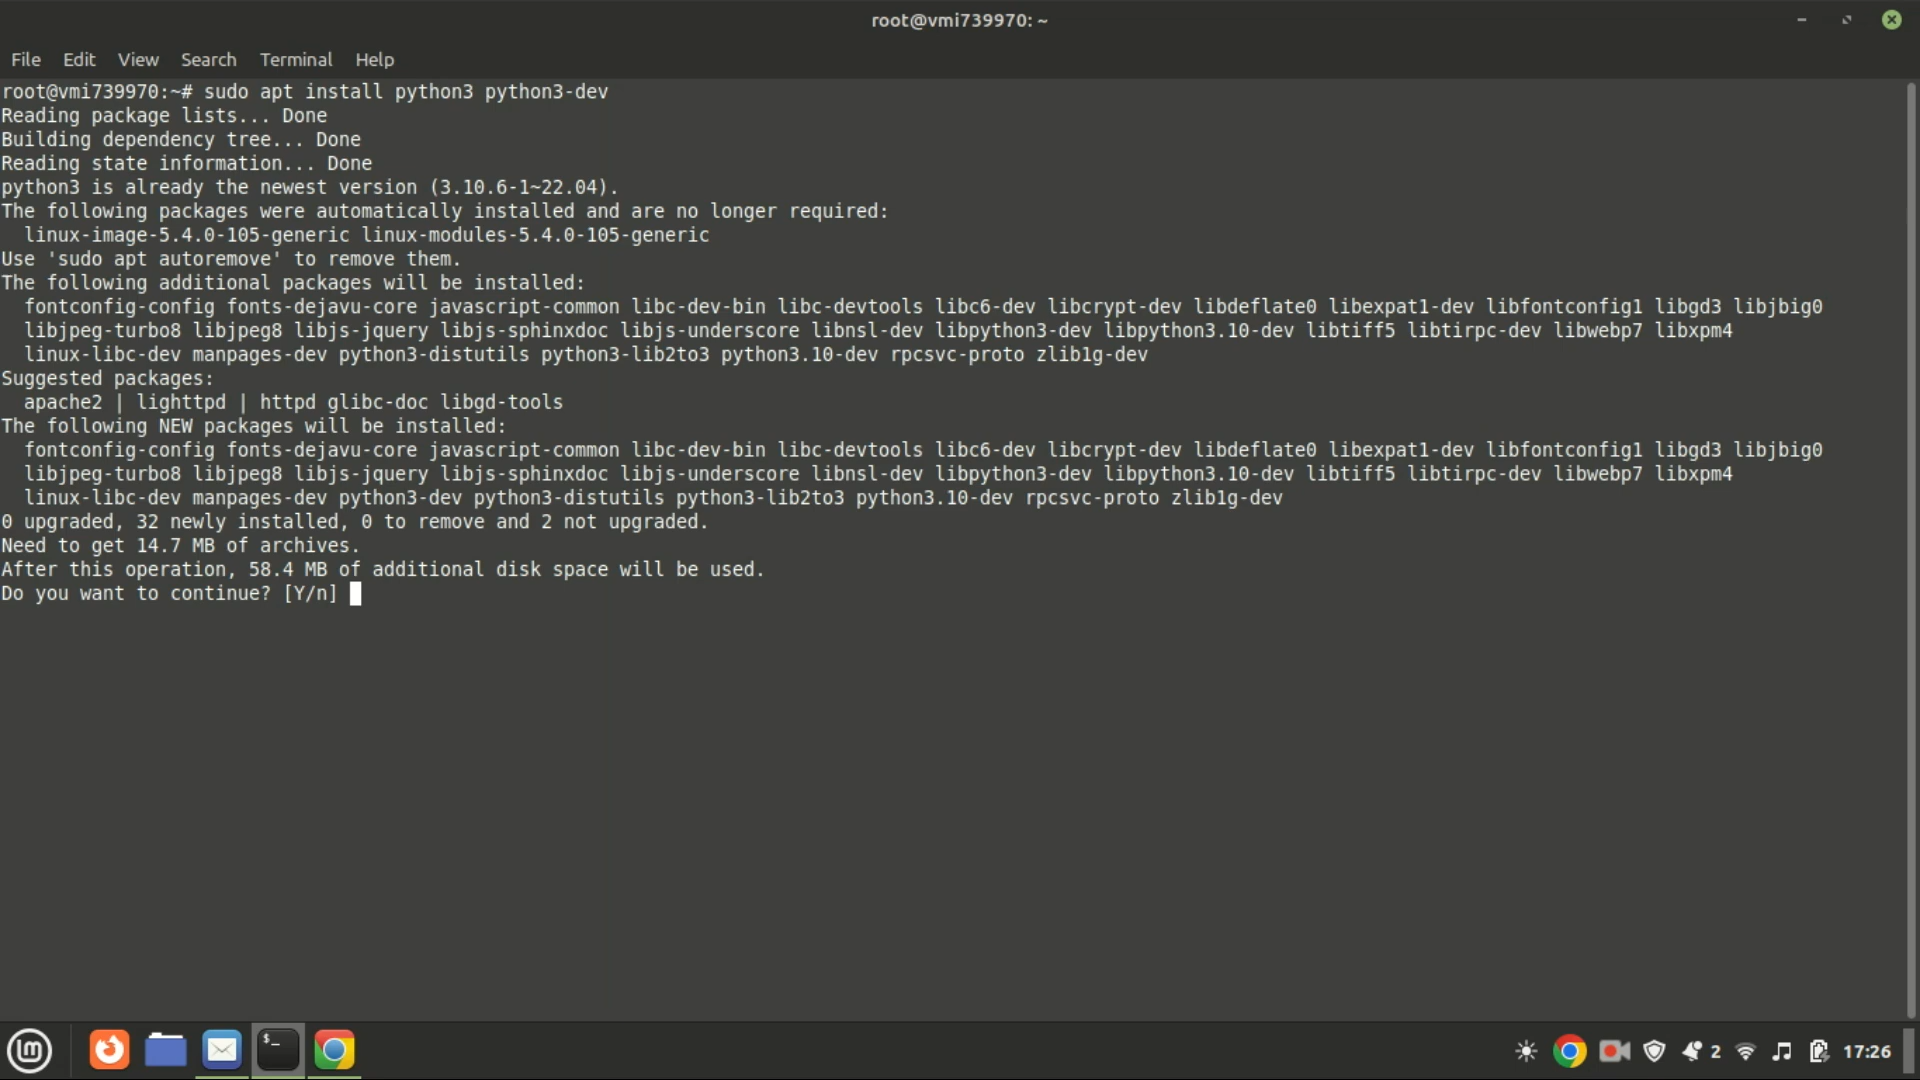 root@vmi739970: ~
File Edit View Search Terminal Help
root@vmi739970:~# sudo apt install python3 python3-dev
Reading package lists... Done
Building dependency tree... Done
Reading state information... Done
python3 is already the newest version (3.10.6-1~22.04).
The following packages were automatically installed and are no longer required:
  linux-image-5.4.0-105-generic linux-modules-5.4.0-105-generic
Use 'sudo apt autoremove' to remove them.
The following additional packages will be installed:
  fontconfig-config fonts-dejavu-core javascript-common libc-dev-bin libc-devtools libc6-dev libcrypt-dev libdeflate0 libexpat1-dev libfontconfig1 libgd3 libjbig0
  libjpeg-turbo8 libjpeg8 libjs-jquery libjs-sphinxdoc libjs-underscore libnsl-dev libpython3-dev libpython3.10-dev libtiff5 libtirpc-dev libwebp7 libxpm4
  linux-libc-dev manpages-dev python3-distutils python3-lib2to3 python3.10-dev rpcsvc-proto zlib1g-dev
Suggested packages:
  apache2 | lighttpd | httpd glibc-doc libgd-tools
The following NEW packages will be installed:
  fontconfig-config fonts-dejavu-core javascript-common libc-dev-bin libc-devtools libc6-dev libcrypt-dev libdeflate0 libexpat1-dev libfontconfig1 libgd3 libjbig0
  libjpeg-turbo8 libjpeg8 libjs-jquery libjs-sphinxdoc libjs-underscore libnsl-dev libpython3-dev libpython3.10-dev libtiff5 libtirpc-dev libwebp7 libxpm4
  linux-libc-dev manpages-dev python3-dev python3-distutils python3-lib2to3 python3.10-dev rpcsvc-proto zlib1g-dev
0 upgraded, 32 newly installed, 0 to remove and 2 not upgraded.
Need to get 14.7 MB of archives.
After this operation, 58.4 MB of additional disk space will be used.
Do you want to continue? [Y/n]
$_
2 17:26